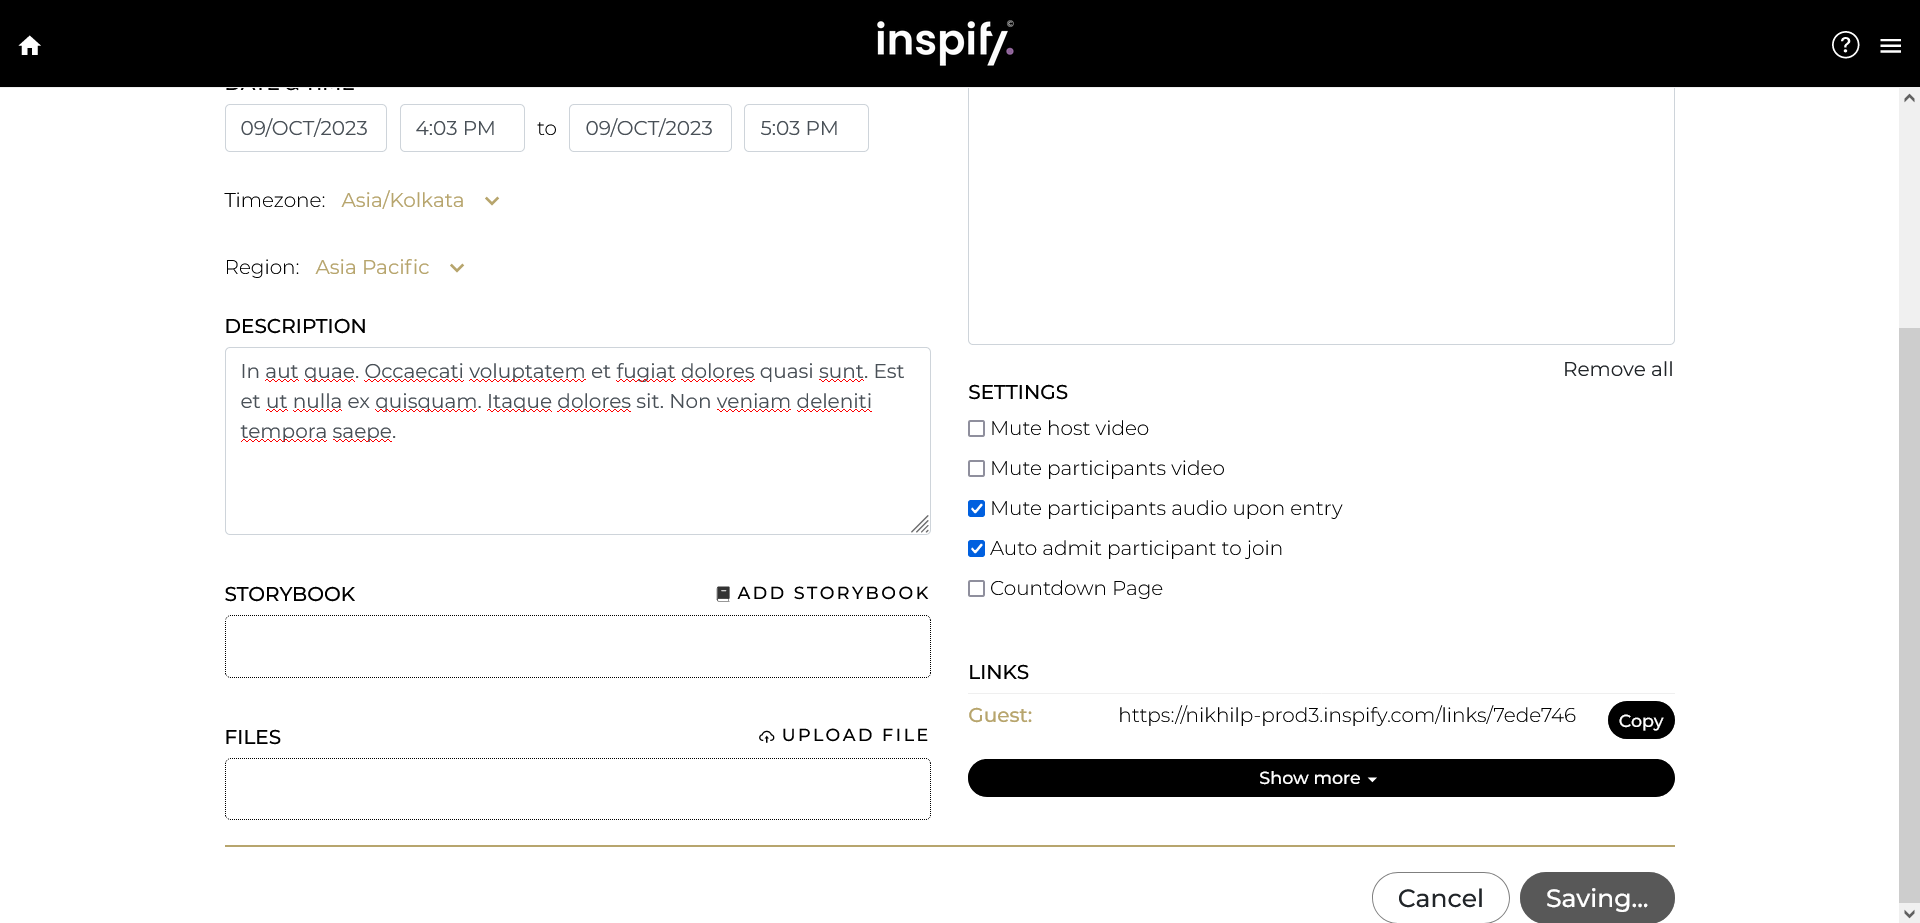 inspify.
DATE & TIME
09/OCT/2023 4:03 PM to 09/OCT/2023 5:03 PM
Timezone: Asia/Kolkata
Region: Asia Pacific
DESCRIPTION
In aut quae. Occaecati voluptatem et fugiat dolores quasi sunt. Est
et ut nulla ex quisquam. Itaque dolores sit. Non veniam deleniti
tempora saepe.
STORYBOOK
ADD STORYBOOK
FILES
UPLOAD FILE
Remove all
SETTINGS
Mute host video
Mute participants video
Mute participants audio upon entry
Auto admit participant to join
Countdown Page
LINKS
Guest: https://nikhilp-prod3.inspify.com/links/7ede746 Copy
Show more
Cancel Saving...